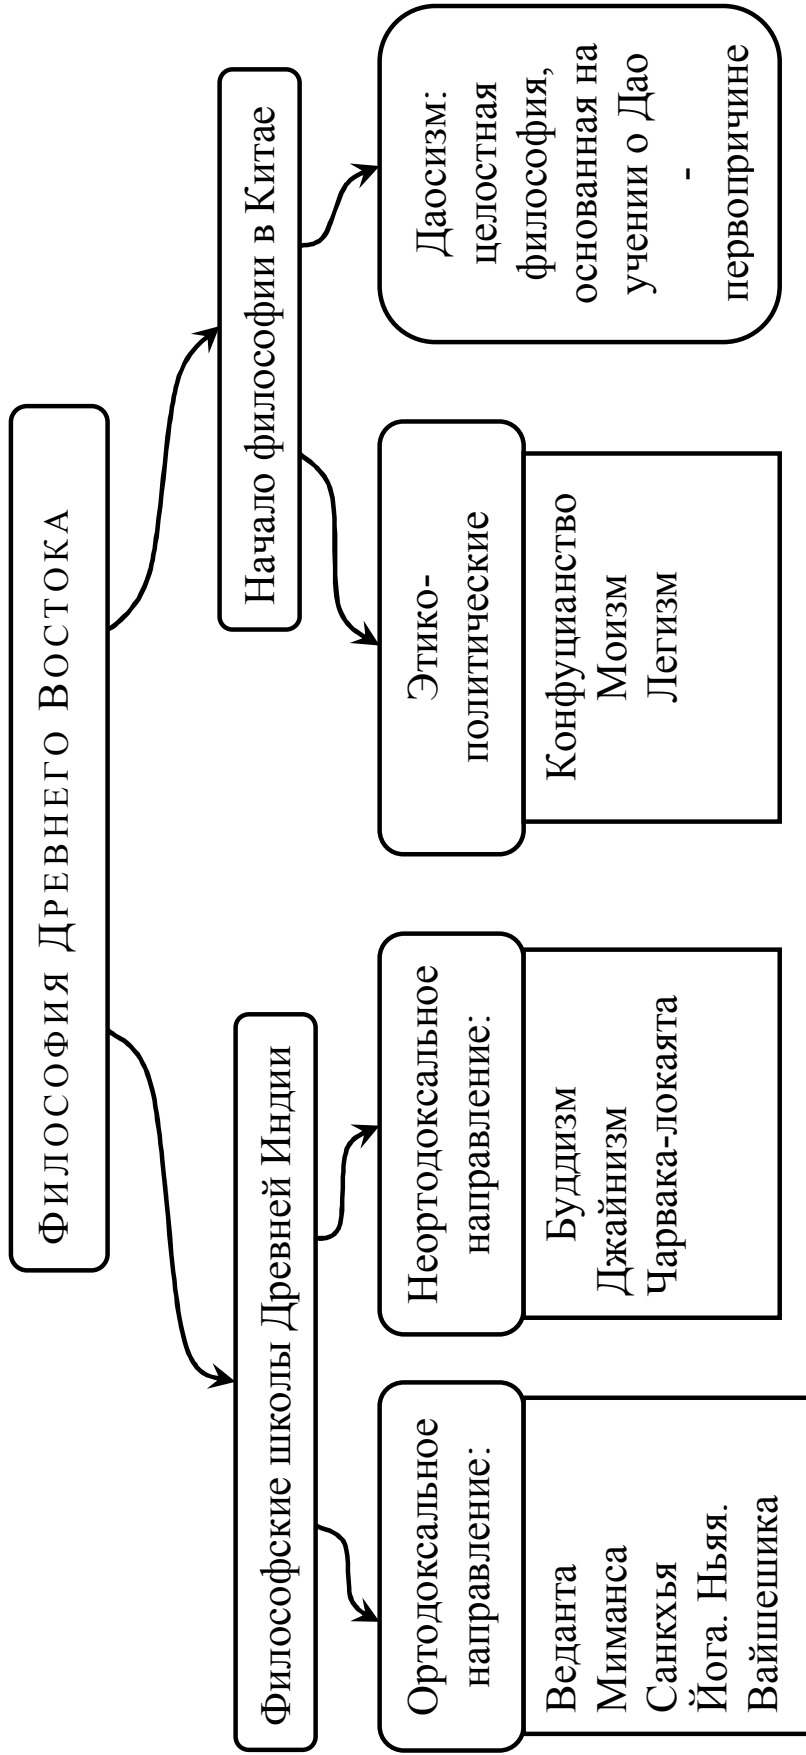 ФИЛОСОФИЯ ДРЕВНЕГО ВОСТОКА
Философские школы Древней Индии
Начало философии в Китае
Ортодоксальное
направление:
Веданта
Миманса
Санкхья
Йога. Ньяя.
Вайшешика
Неортодоксальное
направление:
Буддизм
Джайнизм
Чарвака-локаята
Этико-
политические
Конфуцианство
Моизм
Легизм
Даосизм:
целостная
философия,
основанная на
учении о Дао
-
первопричине